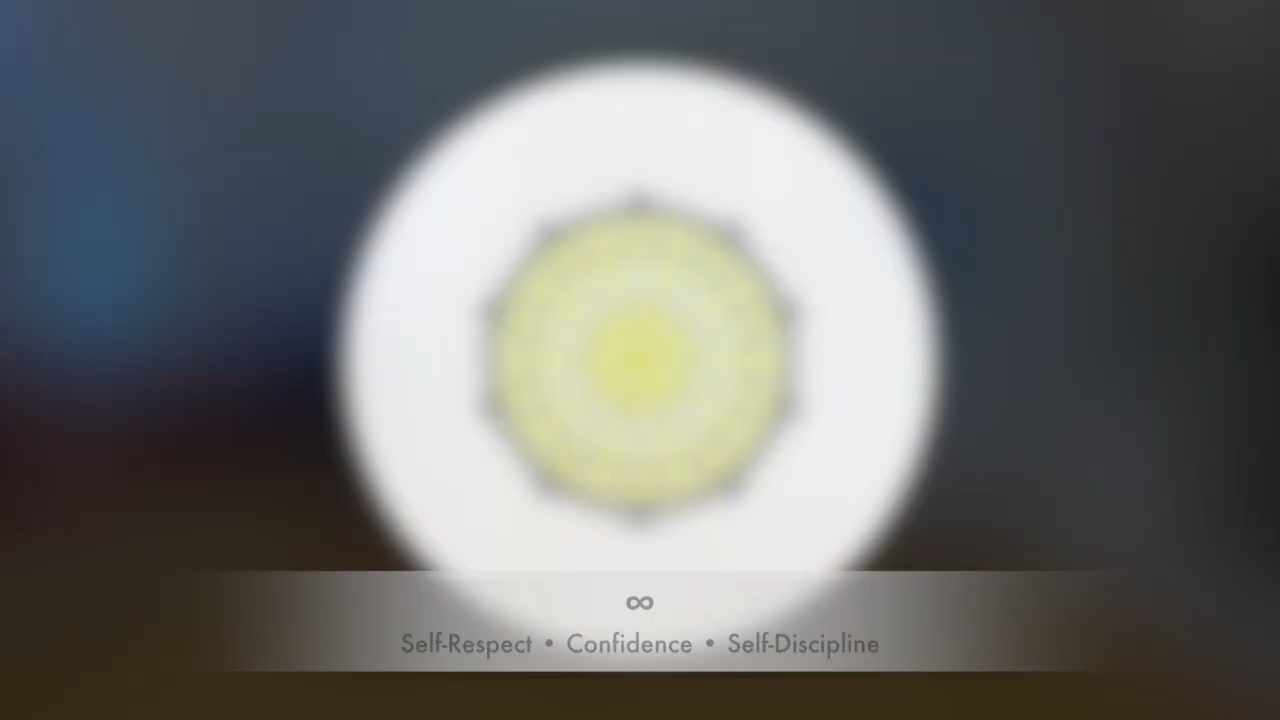 ∞
Self-Respect • Confidence • Self-Discipline